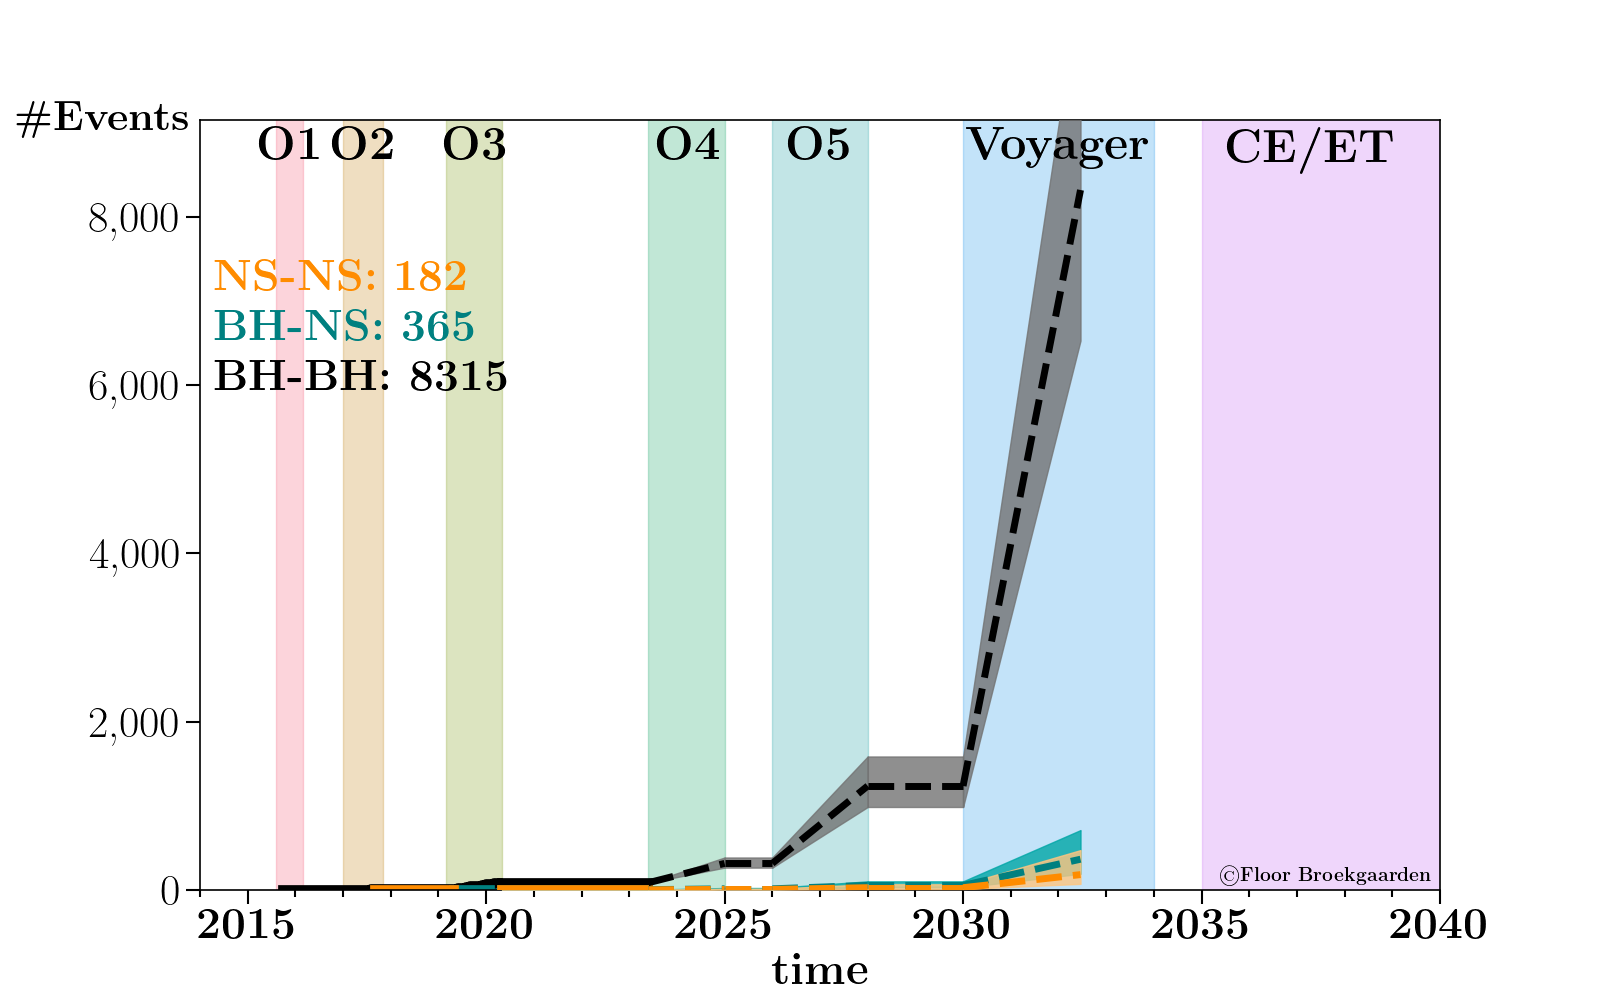 #Events
O1 O2 O3 O4 O5 Voyager CE/ET
8,000
NS-NS: 182
BH-NS: 365
BH-BH: 8315
6,000
4,000
2,000
0
©Floor Broekgaarden
2015 2020 2025 2030 2035 2040
time